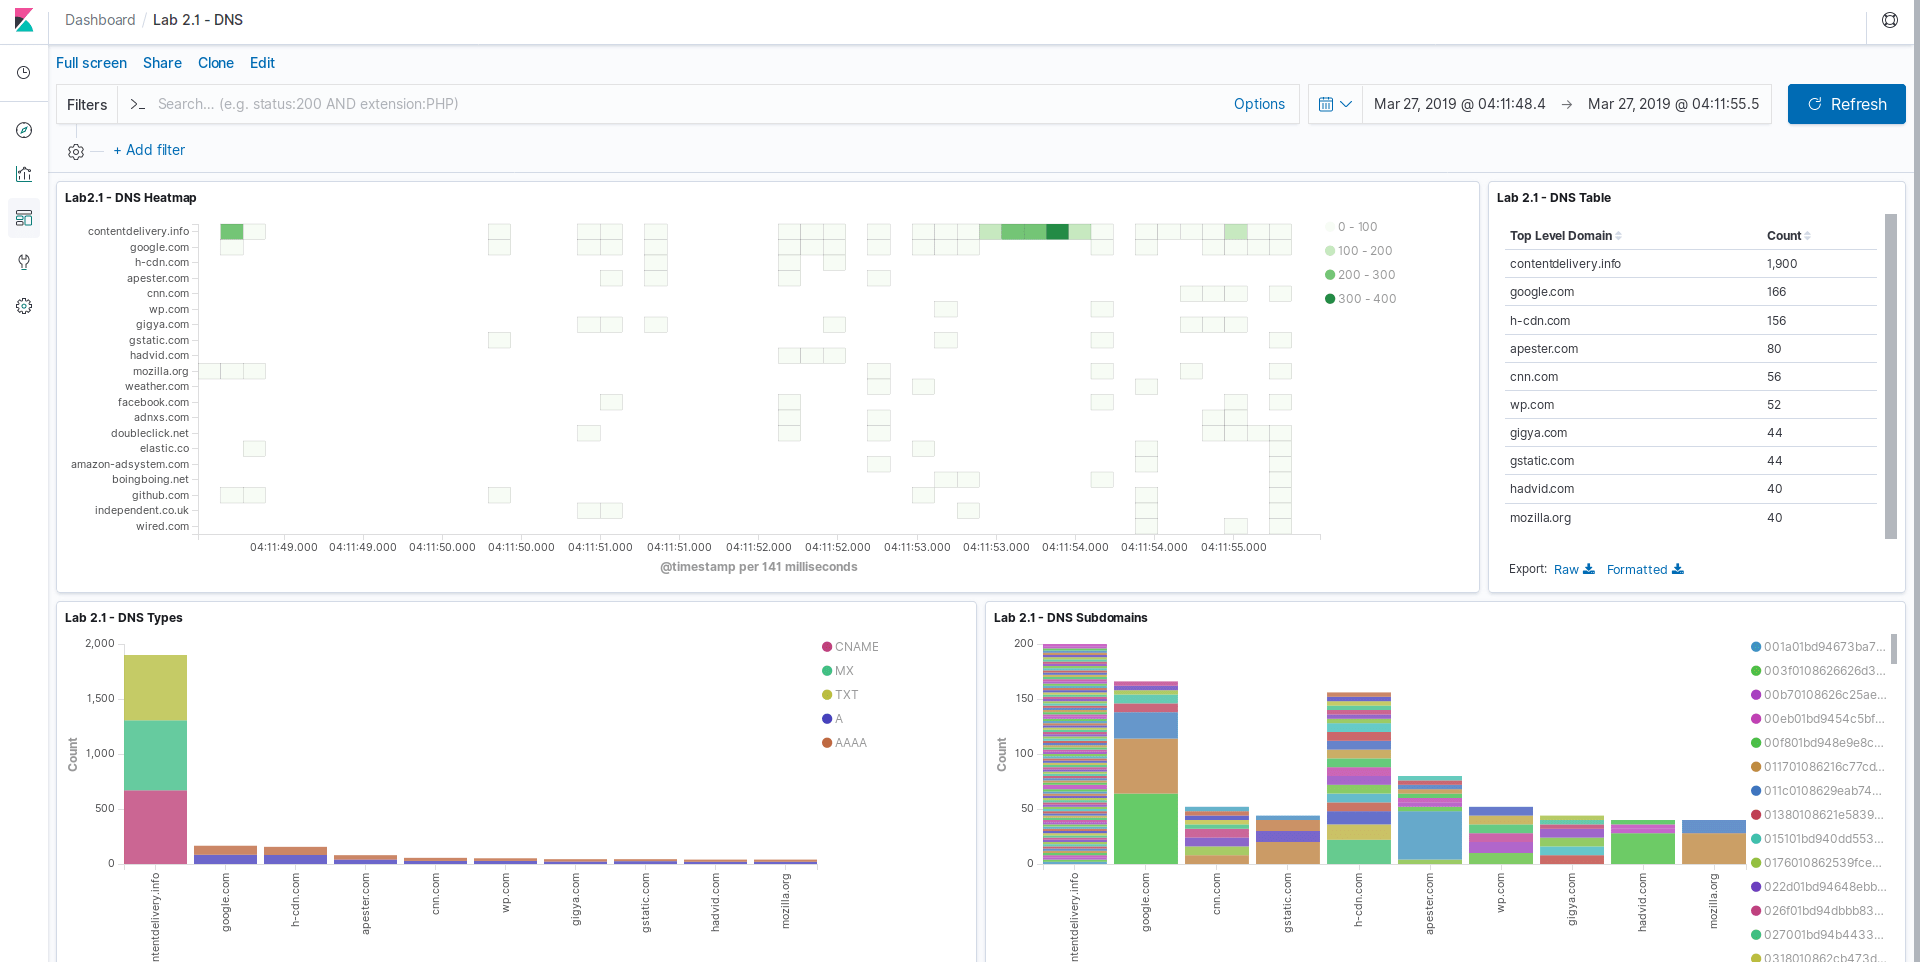 Dashboard / Lab 2.1 - DNS
Full screen Share Clone Edit
Filters >_ Search... (e.g. status:200 AND extension:PHP) Options Mar 27, 2019 @ 04:11:48.4 → Mar 27, 2019 @ 04:11:55.5 Refresh
+ Add filter
Lab2.1 - DNS Heatmap
contentdelivery.info
google.com
h-cdn.com
apester.com
cnn.com
wp.com
gigya.com
gstatic.com
hadvid.com
mozilla.org
weather.com
facebook.com
adnxs.com
doubleclick.net
elastic.co
amazon-adsystem.com
boingboing.net
github.com
independent.co.uk
wired.com
04:11:49.000 04:11:49.000 04:11:50.000 04:11:50.000 04:11:51.000 04:11:51.000 04:11:52.000 04:11:52.000 04:11:53.000 04:11:53.000 04:11:54.000 04:11:54.000 04:11:55.000
@timestamp per 141 milliseconds
0 - 100
100 - 200
200 - 300
300 - 400
Lab 2.1 - DNS Table
Top Level Domain Count
contentdelivery.info 1,900
google.com 166
h-cdn.com 156
apester.com 80
cnn.com 56
wp.com 52
gigya.com 44
gstatic.com 44
hadvid.com 40
mozilla.org 40
Export: Raw Formatted
Lab 2.1 - DNS Types
2,000
1,500
1,000
500
0
Count
ntentdelivery.info
google.com
h-cdn.com
apester.com
cnn.com
wp.com
gigya.com
gstatic.com
hadvid.com
mozilla.org
CNAME
MX
TXT
A
AAAA
Lab 2.1 - DNS Subdomains
200
150
100
50
0
Count
ntentdelivery.info
google.com
cnn.com
gstatic.com
h-cdn.com
apester.com
wp.com
gigya.com
hadvid.com
mozilla.org
001a01bd94673ba7...
003f0108626626d3...
00b70108626c25ae...
00eb01bd9454c5bf...
00f801bd948e9e8c...
011701086216c77cd...
011c0108629eab74...
01380108621e5839...
015101bd940dd553...
0176010862539fce...
022d01bd94648ebb...
026f01bd94dbbb83...
027001bd94b4433...
0318010862cb473d...